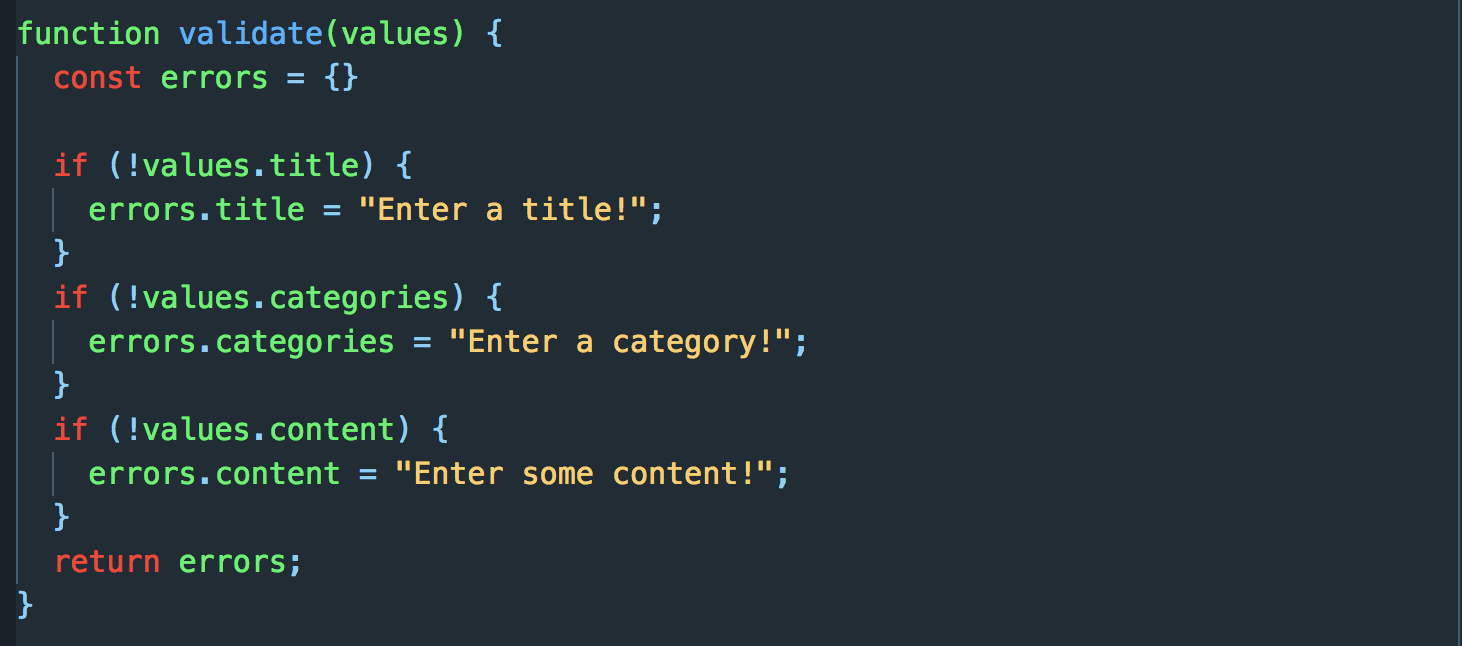 function validate(values) {
  const errors = {}

  if (!values.title) {
    errors.title = "Enter a title!";
  }
  if (!values.categories) {
    errors.categories = "Enter a category!";
  }
  if (!values.content) {
    errors.content = "Enter some content!";
  }
  return errors;
}